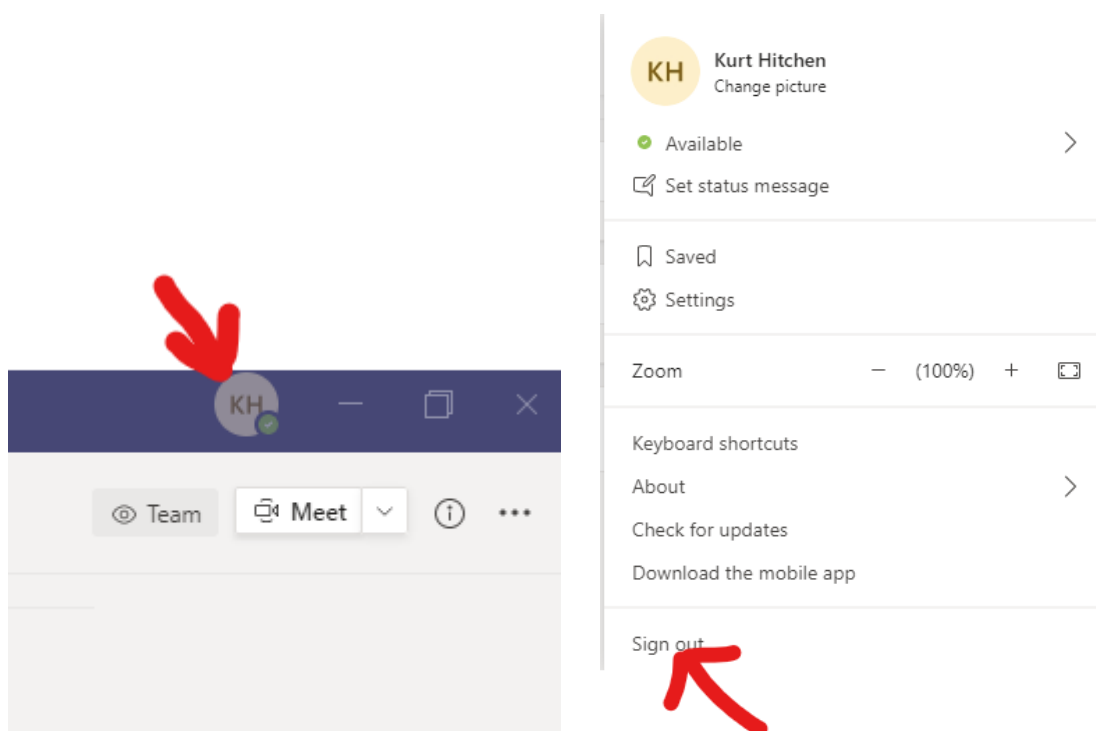 KH
Team
Meet
KH
Kurt Hitchen
Change picture
Available
Set status message
Saved
Settings
Zoom (100%)
Keyboard shortcuts
About
Check for updates
Download the mobile app
Sign out